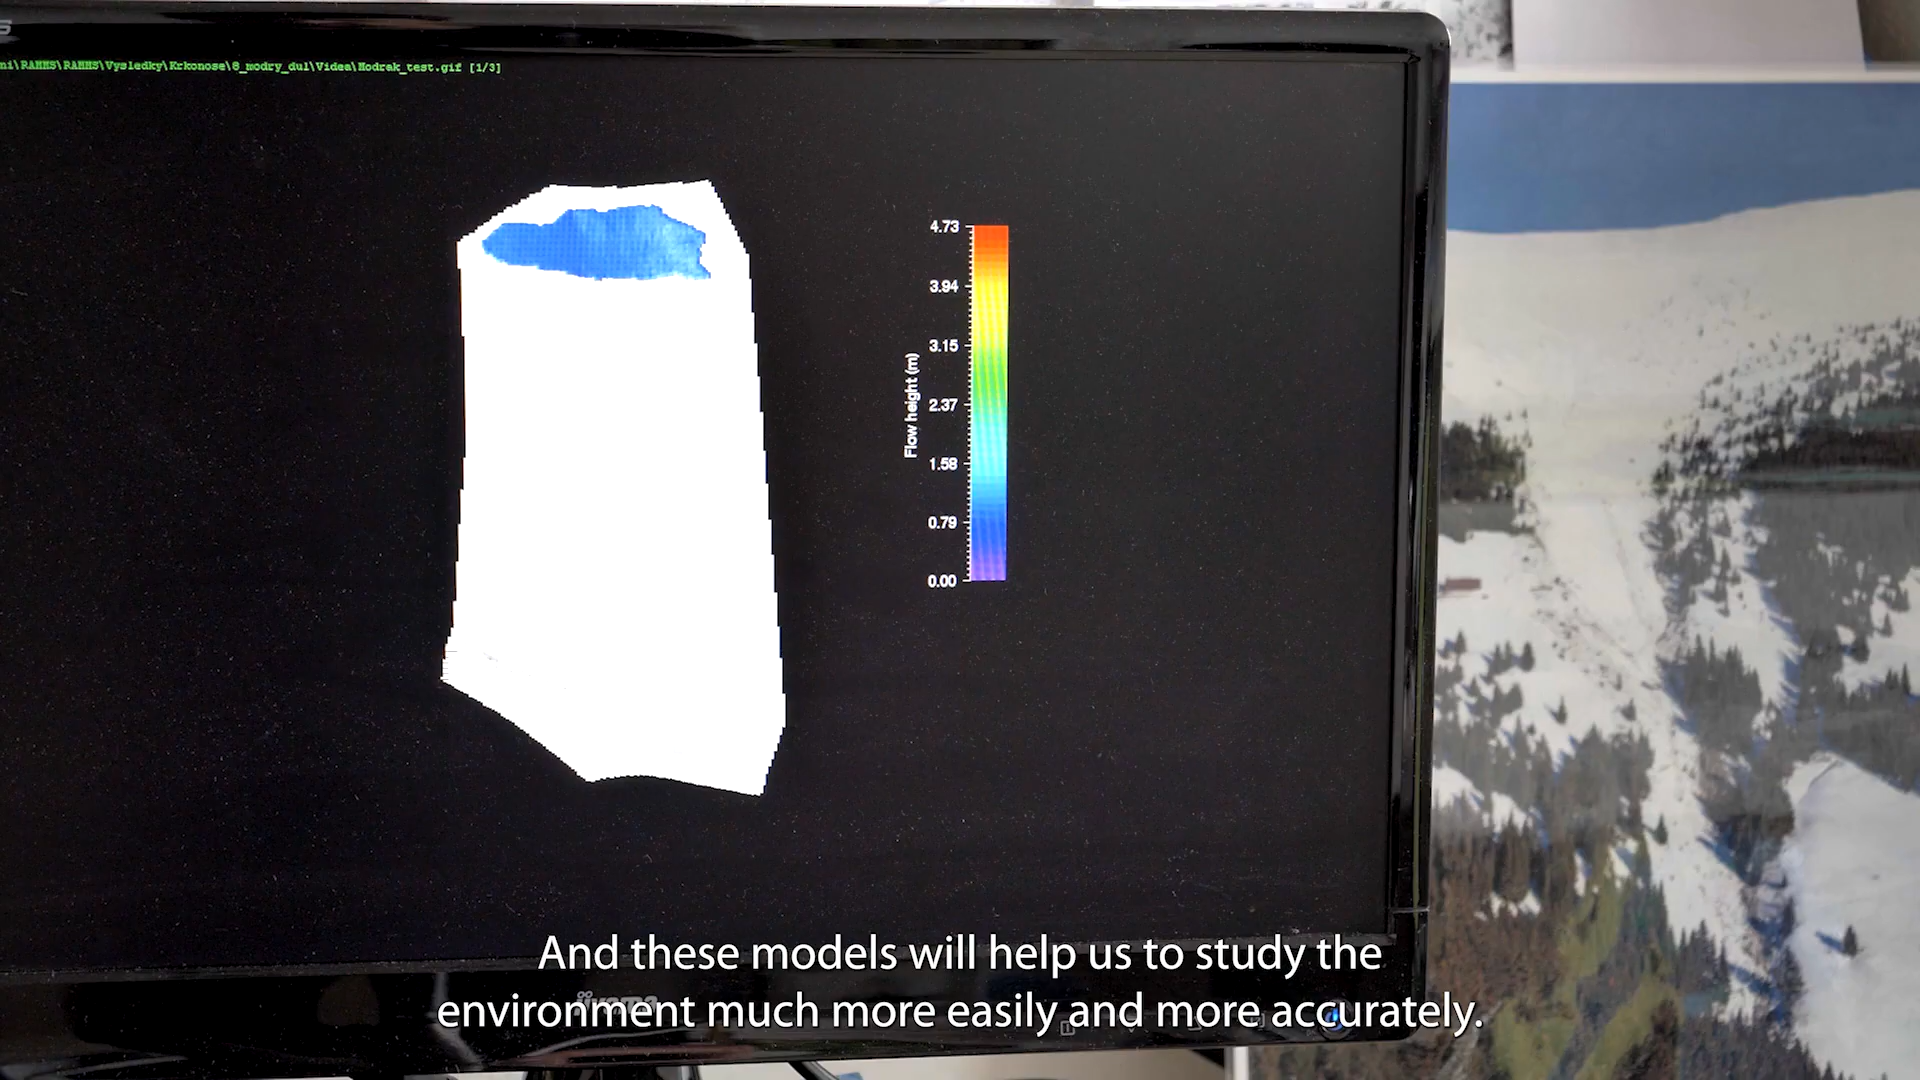 ni\RAMMS\RAMMS\Vysledky\Krkonose\6_modry_dul\Videa\Modrak_test.gif [1/3]
4.73
3.94
3.15
2.37
1.58
0.79
0.00
Flow height (m)
And these models will help us to study the
iiyama
environment much more easily and more accurately.